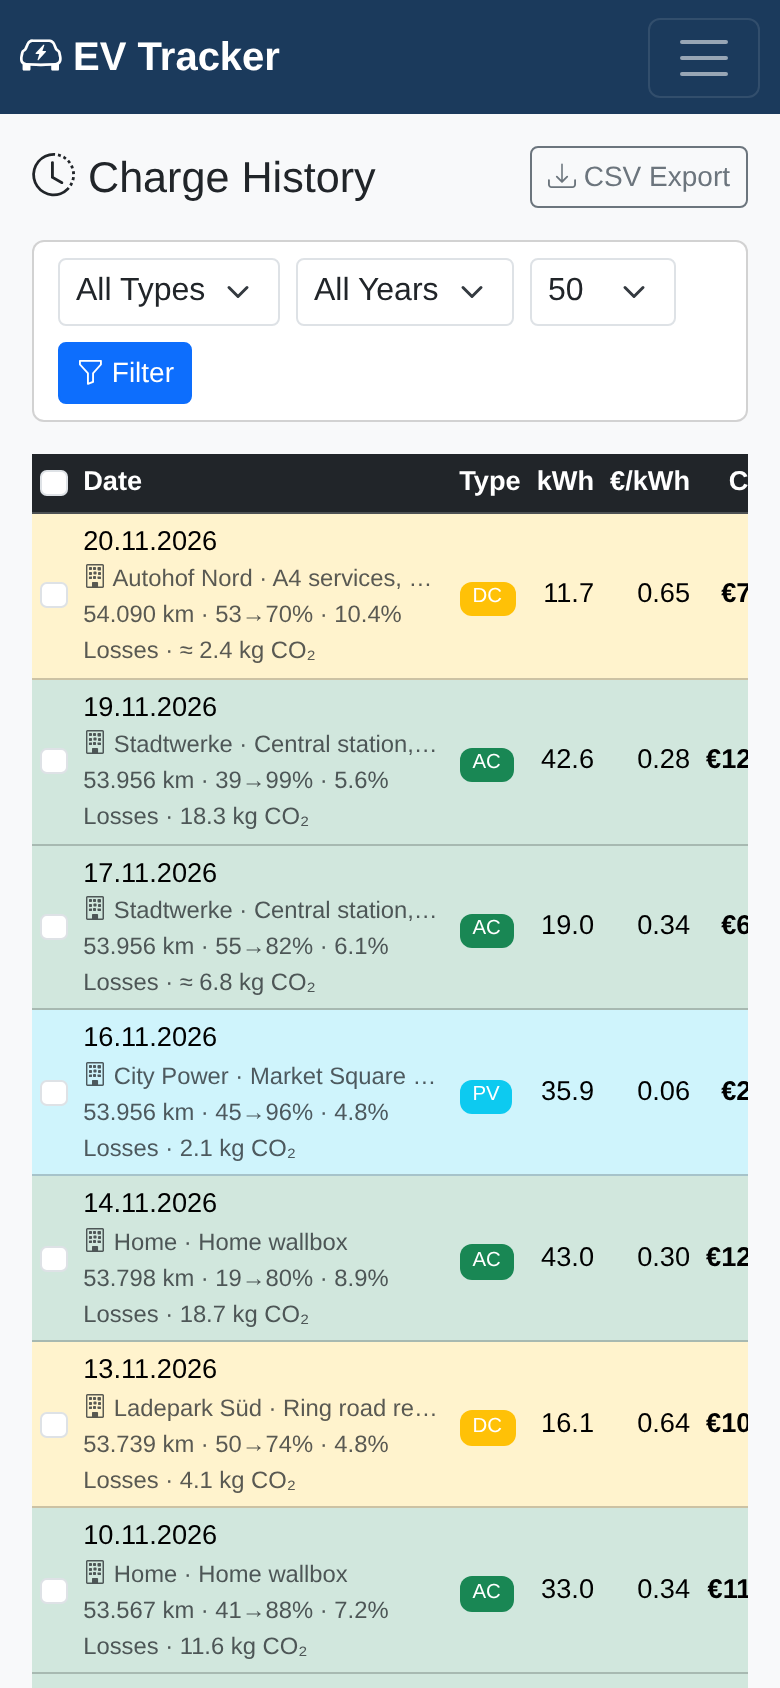 EV Tracker
Charge History
CSV Export
All Types All Years 50
Filter
Date Type kWh €/kWh C
20.11.2026
Autohof Nord · A4 services, …
54.090 km · 53→70% · 10.4%
Losses · ≈ 2.4 kg CO₂
DC 11.7 0.65 €7
19.11.2026
Stadtwerke · Central station,…
53.956 km · 39→99% · 5.6%
Losses · 18.3 kg CO₂
AC 42.6 0.28 €12
17.11.2026
Stadtwerke · Central station,…
53.956 km · 55→82% · 6.1%
Losses · ≈ 6.8 kg CO₂
AC 19.0 0.34 €6
16.11.2026
City Power · Market Square …
53.956 km · 45→96% · 4.8%
Losses · 2.1 kg CO₂
PV 35.9 0.06 €2
14.11.2026
Home · Home wallbox
53.798 km · 19→80% · 8.9%
Losses · 18.7 kg CO₂
AC 43.0 0.30 €12
13.11.2026
Ladepark Süd · Ring road re…
53.739 km · 50→74% · 4.8%
Losses · 4.1 kg CO₂
DC 16.1 0.64 €10
10.11.2026
Home · Home wallbox
53.567 km · 41→88% · 7.2%
Losses · 11.6 kg CO₂
AC 33.0 0.34 €11